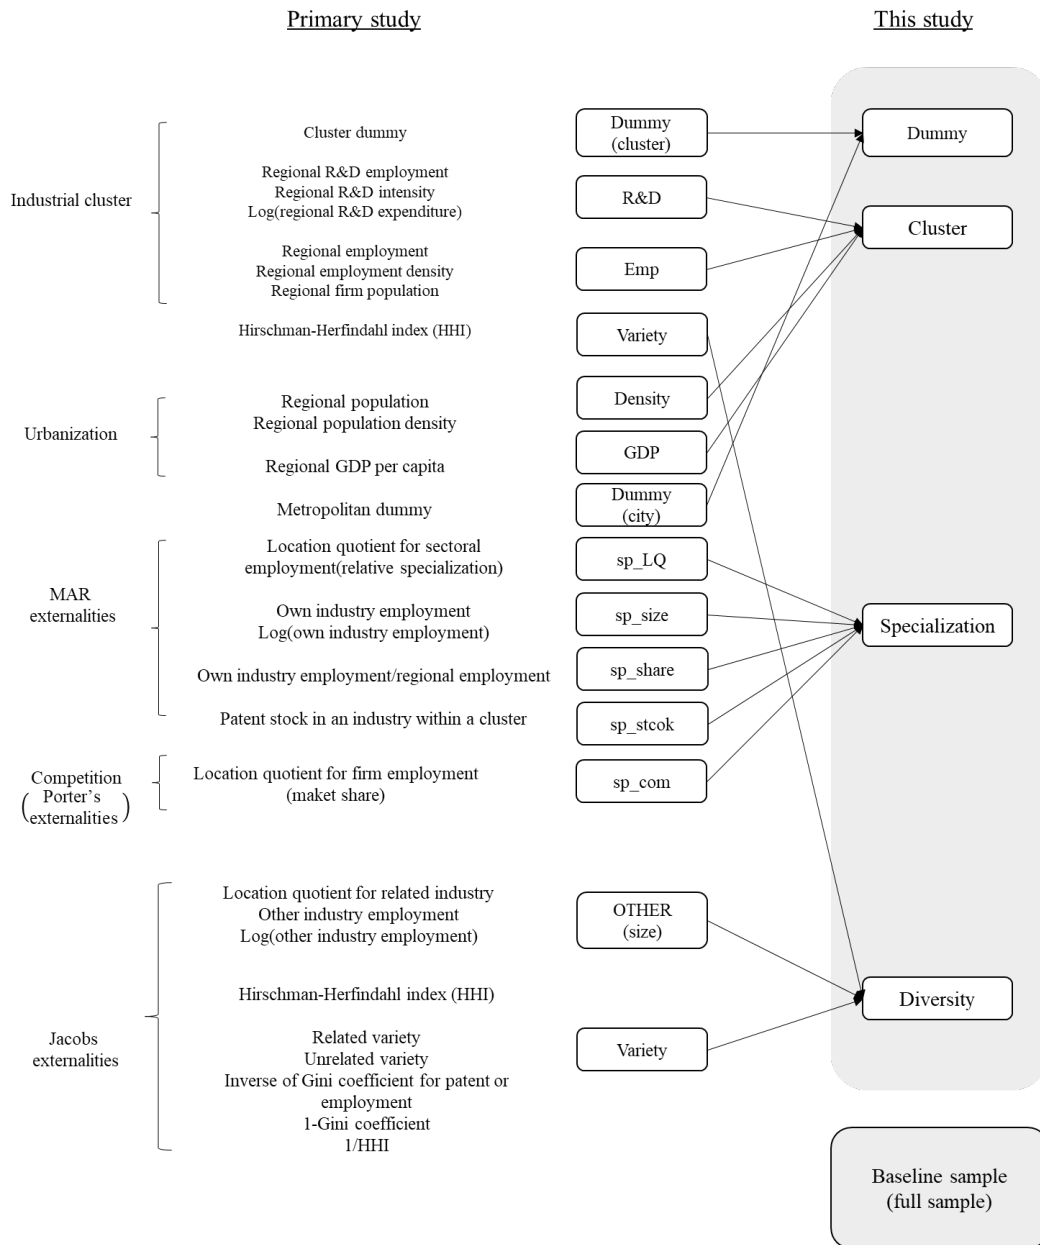 Primary study
This study
Industrial cluster
Cluster dummy
Regional R&D employment
Regional R&D intensity
Log(regional R&D expenditure)
Regional employment
Regional employment density
Regional firm population
Hirschman-Herfindahl index (HHI)
Urbanization
Regional population
Regional population density
Regional GDP per capita
Metropolitan dummy
MAR
externalities
Location quotient for sectoral
employment(relative specialization)
Own industry employment
Log(own industry employment)
Own industry employment/regional employment
Patent stock in an industry within a cluster
Competition
(Porter's
externalities)
Location quotient for firm employment
(maket share)
Jacobs
externalities
Location quotient for related industry
Other industry employment
Log(other industry employment)
Hirschman-Herfindahl index (HHI)
Related variety
Unrelated variety
Inverse of Gini coefficient for patent or
employment
1-Gini coefficient
1/HHI
Dummy
(cluster)
R&D
Emp
Variety
Density
GDP
Dummy
(city)
sp_LQ
sp_size
sp_share
sp_stcok
sp_com
OTHER
(size)
Variety
Dummy
Cluster
Specialization
Diversity
Baseline sample
(full sample)